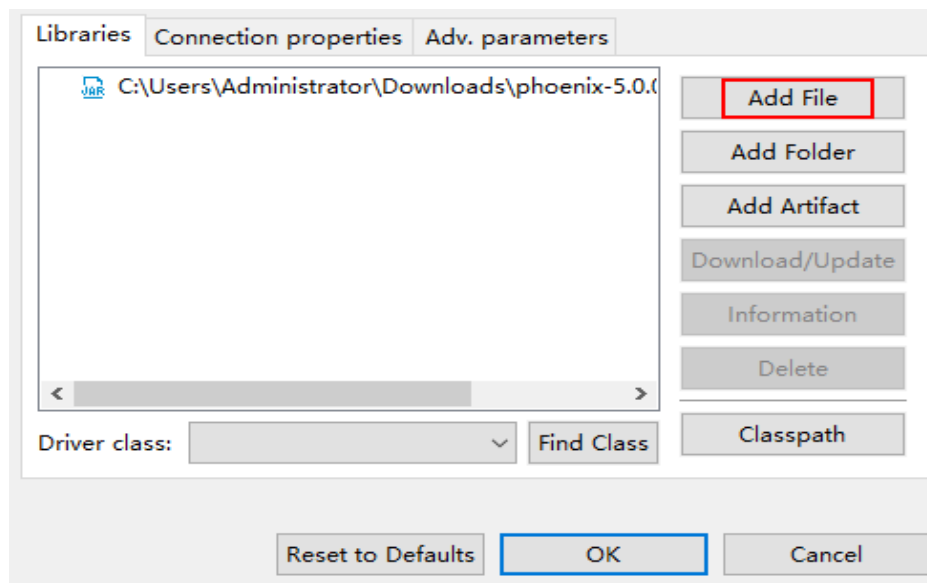 Libraries Connection properties Adv. parameters
JAR C:\Users\Administrator\Downloads\phoenix-5.0.(
Add File
Add Folder
Add Artifact
Download/Update
Information
Delete
Classpath
Driver class: Find Class
Reset to Defaults OK Cancel